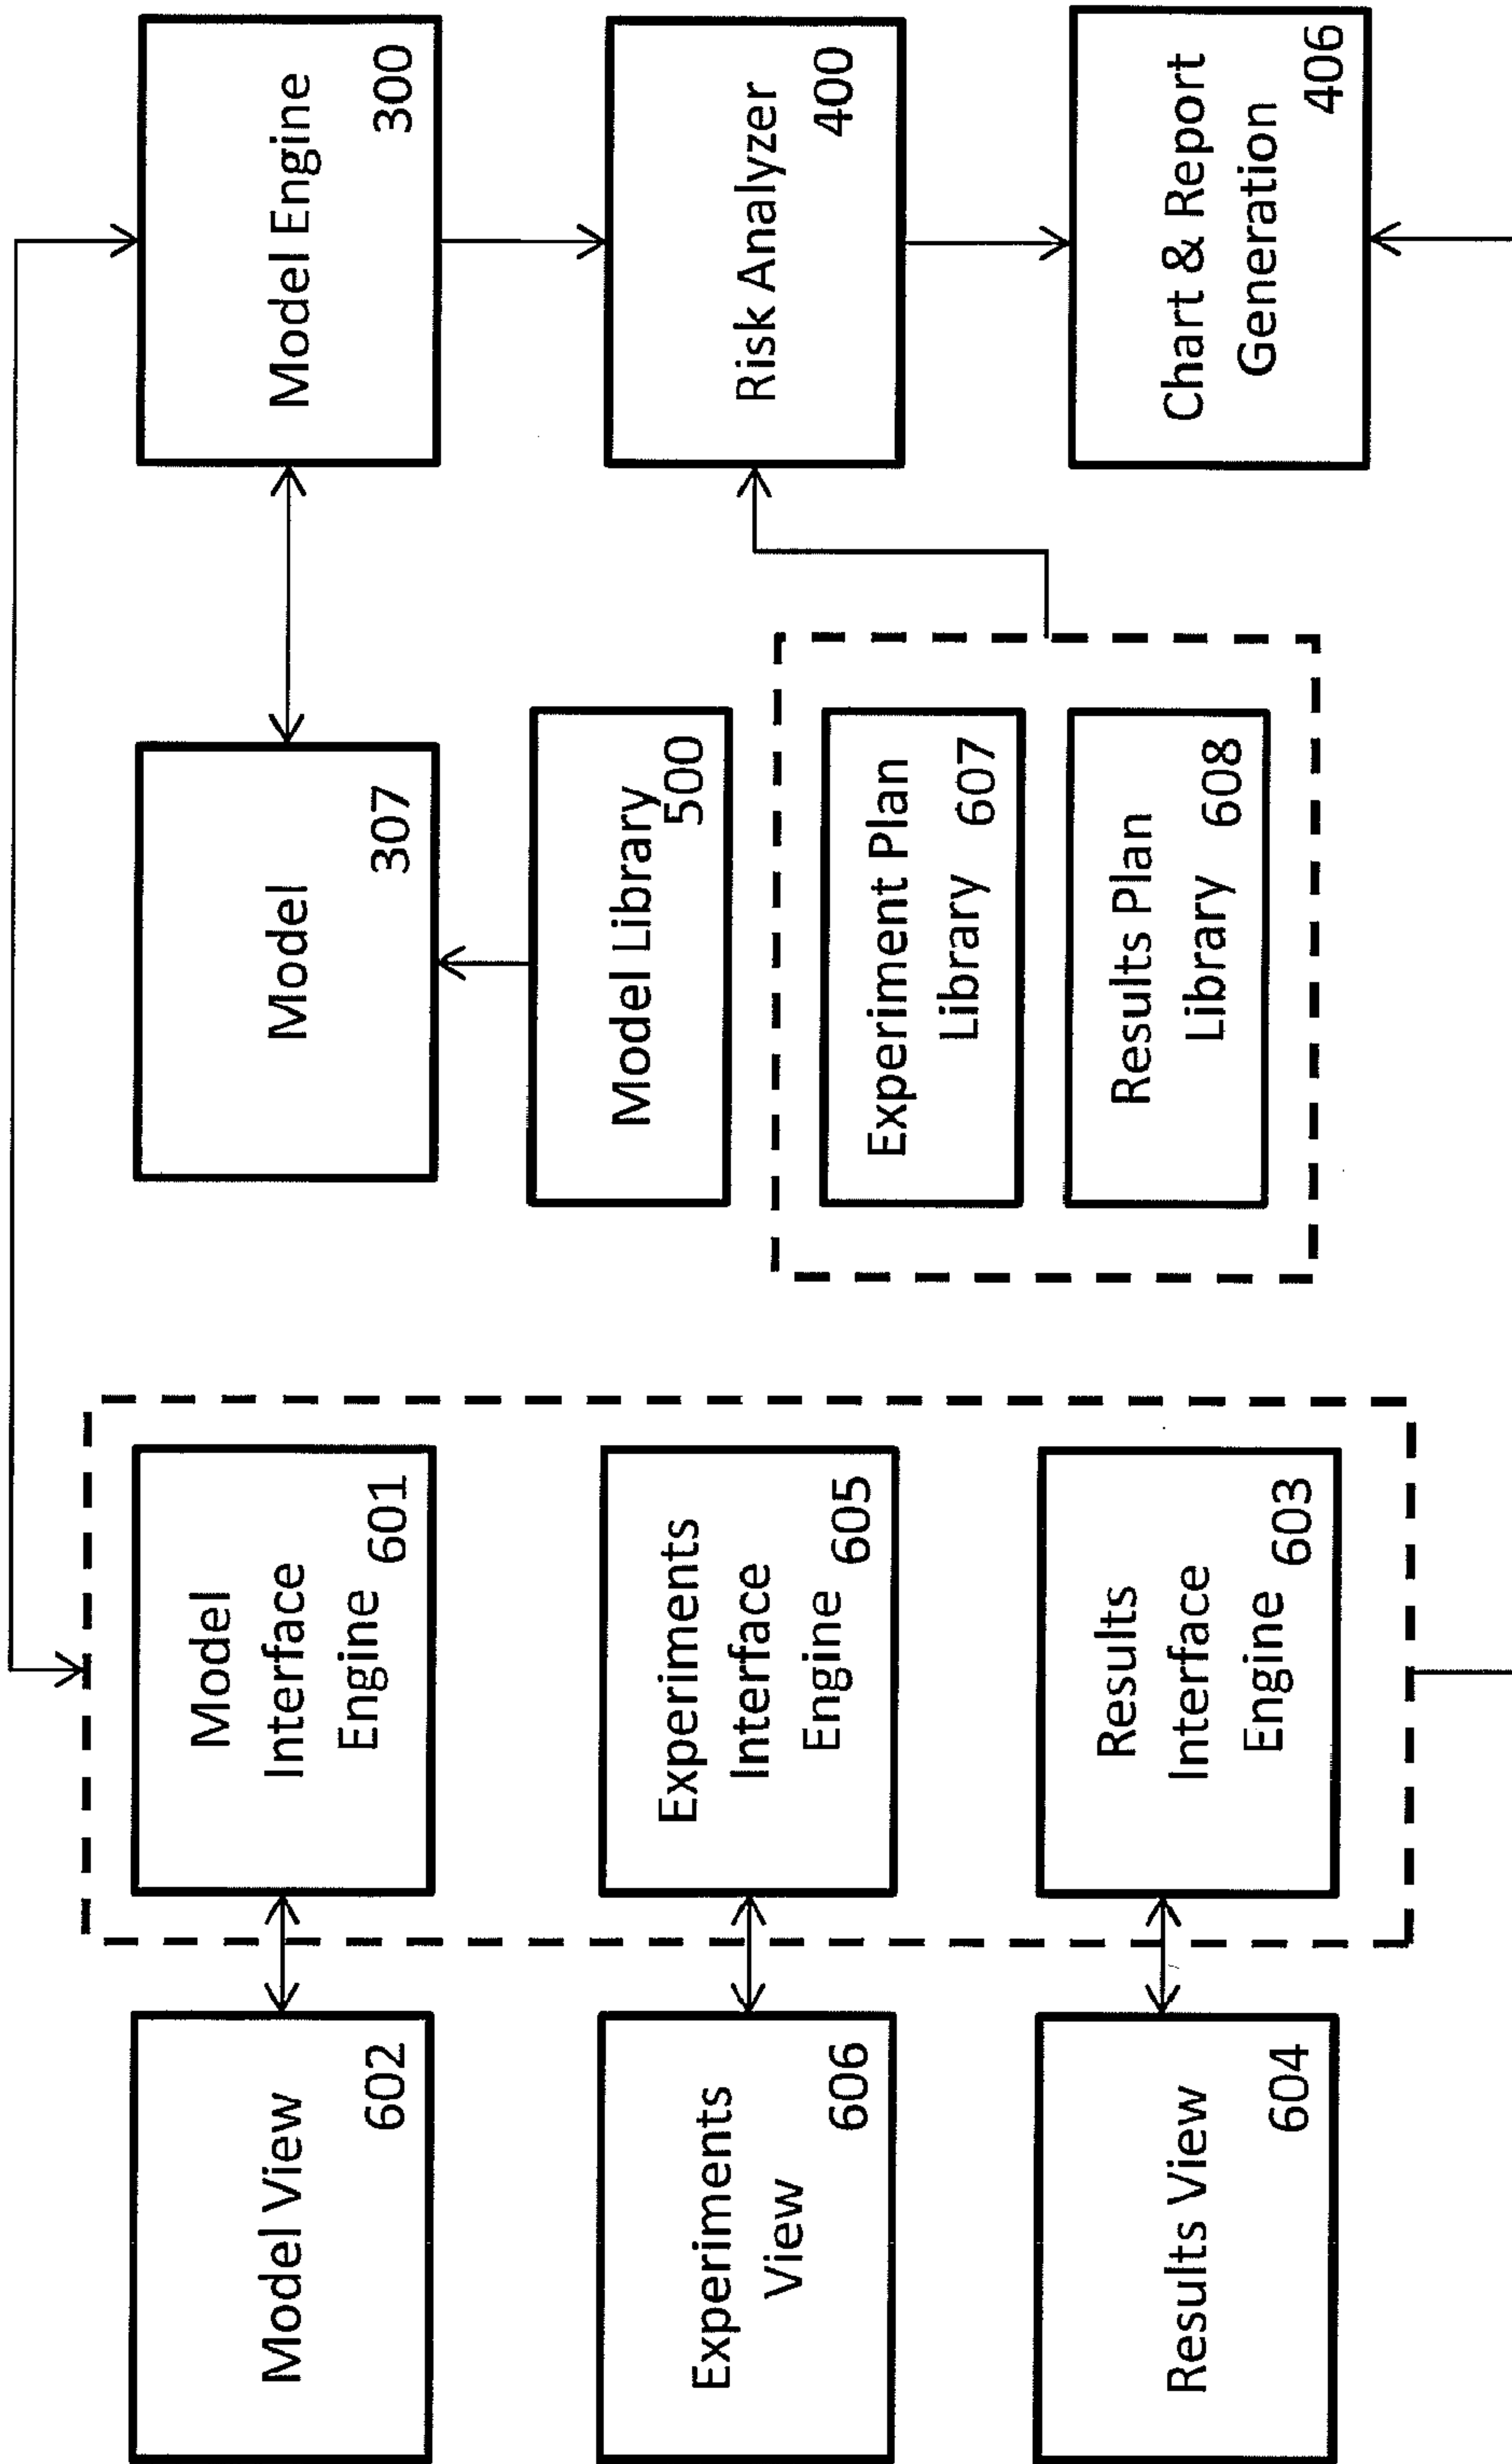 Model View
602
Model
Interface
Engine
601
Model
307
Model Engine
300
Model Library
500
Experiments
View
606
Experiments
Interface
Engine
605
Experiment Plan
Library
607
Risk Analyzer
400
Results View
604
Results
Interface
Engine
603
Results Plan
Library
608
Chart & Report
Generation
406